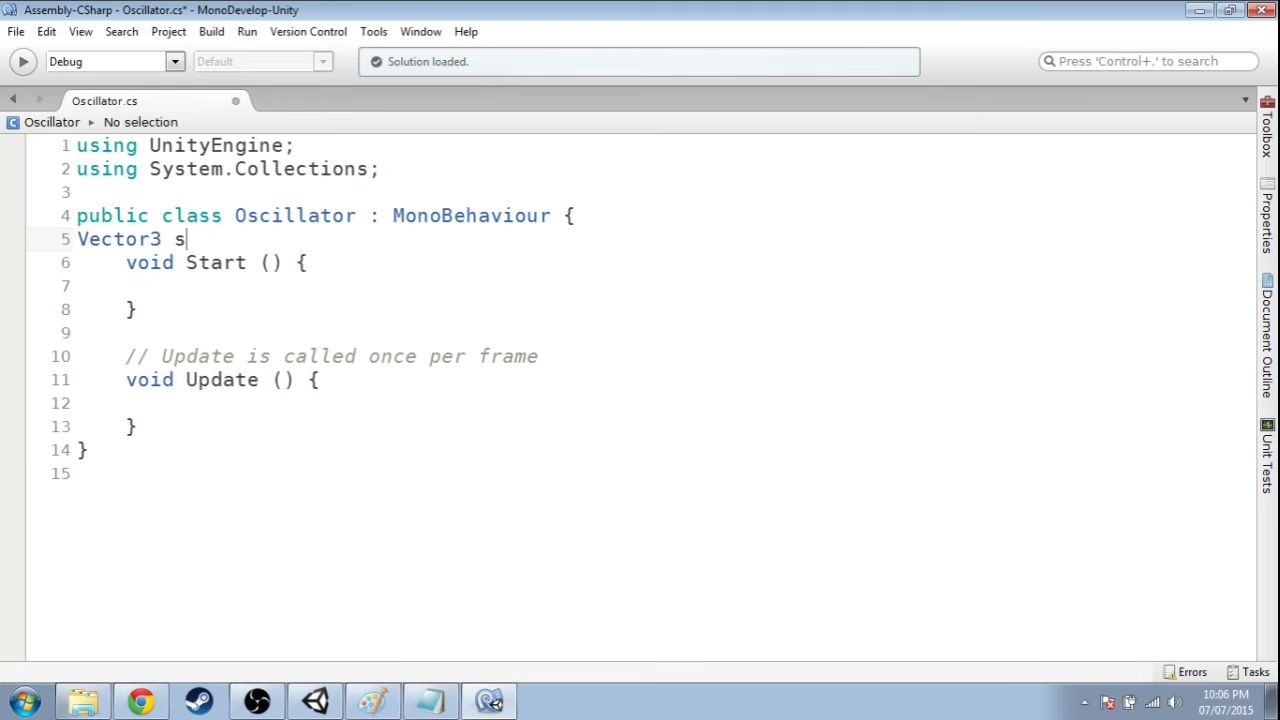 Assembly-CSharp - Oscillator.cs* - MonoDevelop-Unity
File Edit View Search Project Build Run Version Control Tools Window Help
Debug Default Solution loaded. Press 'Control+,' to search
Oscillator.cs
Oscillator ▸ No selection
1 using UnityEngine;
2 using System.Collections;
3
4 public class Oscillator : MonoBehaviour {
5 Vector3 s
6 void Start () {
7
8 }
9
10 // Update is called once per frame
11 void Update () {
12
13 }
14 }
15
Toolbox
Properties
Document Outline
Unit Tests
Errors Tasks
10:06 PM
07/07/2015